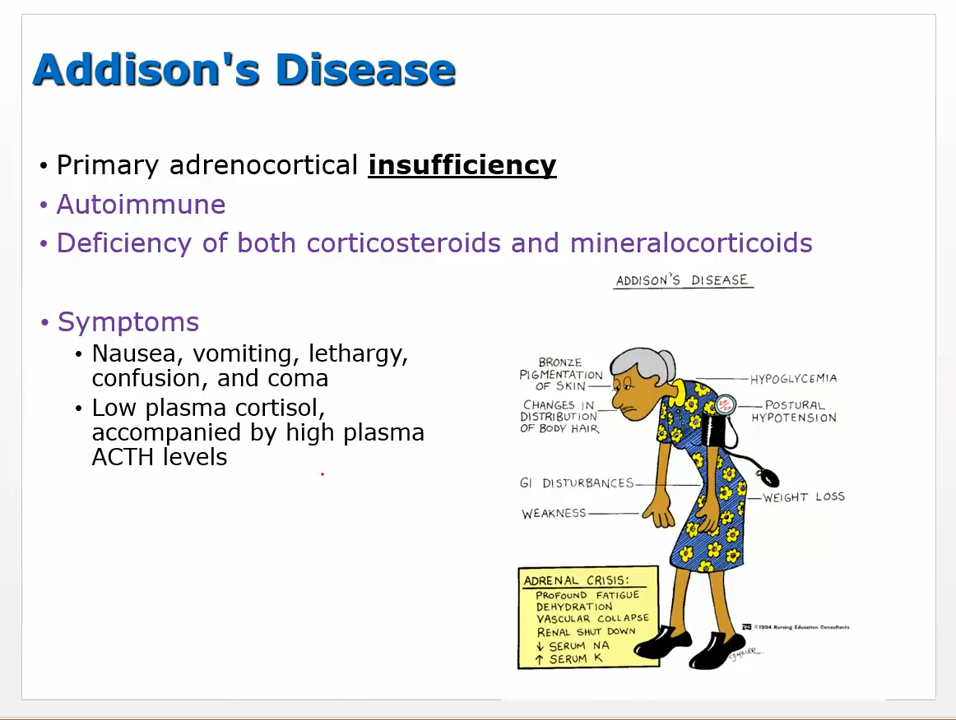 Addison's Disease
• Primary adrenocortical insufficiency
• Autoimmune
• Deficiency of both corticosteroids and mineralocorticoids
• Symptoms
• Nausea, vomiting, lethargy,
confusion, and coma
• Low plasma cortisol,
accompanied by high plasma
ACTH levels
ADDISON'S DISEASE
BRONZE
PIGMENTATION
OF SKIN
CHANGES IN
DISTRIBUTION
OF BODY HAIR
GI DISTURBANCES
WEAKNESS
HYPOGLYCEMIA
POSTURAL
HYPOTENSION
WEIGHT LOSS
ADRENAL CRISIS:
PROFOUND FATIGUE
DEHYDRATION
VASCULAR COLLAPSE
RENAL SHUT DOWN
↓ SERUM NA
↑ SERUM K
©1994 Nursing Education Consultants